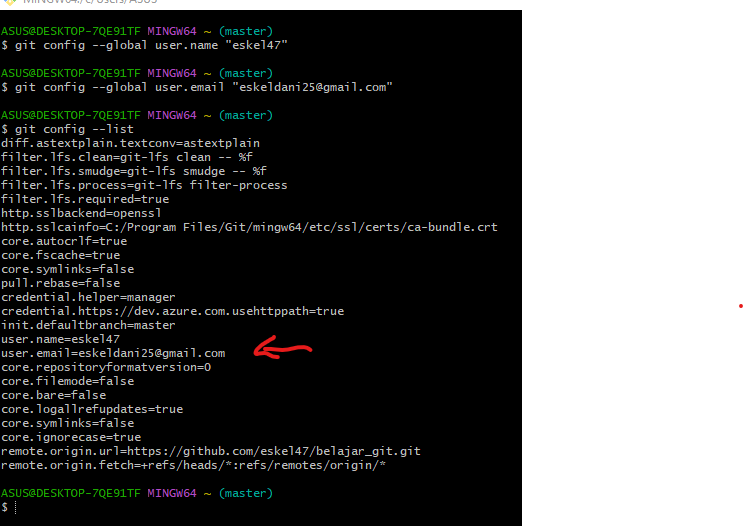 MINGW64:/c/Users/ASUS
ASUS@DESKTOP-7QE91TF MINGW64 ~ (master)
$ git config --global user.name "eskel47"
ASUS@DESKTOP-7QE91TF MINGW64 ~ (master)
$ git config --global user.email "eskeldani25@gmail.com"
ASUS@DESKTOP-7QE91TF MINGW64 ~ (master)
$ git config --list
diff.astextplain.textconv=astextplain
filter.lfs.clean=git-lfs clean -- %f
filter.lfs.smudge=git-lfs smudge -- %f
filter.lfs.process=git-lfs filter-process
filter.lfs.required=true
http.sslbackend=openssl
http.sslcainfo=C:/Program Files/Git/mingw64/etc/ssl/certs/ca-bundle.crt
core.autocrlf=true
core.fscache=true
core.symlinks=false
pull.rebase=false
credential.helper=manager
credential.https://dev.azure.com.usehttppath=true
init.defaultbranch=master
user.name=eskel47
user.email=eskeldani25@gmail.com
core.repositoryformatversion=0
core.filemode=false
core.bare=false
core.logallrefupdates=true
core.symlinks=false
core.ignorecase=true
remote.origin.url=https://github.com/eskel47/belajar_git.git
remote.origin.fetch=+refs/heads/*:refs/remotes/origin/*
ASUS@DESKTOP-7QE91TF MINGW64 ~ (master)
$